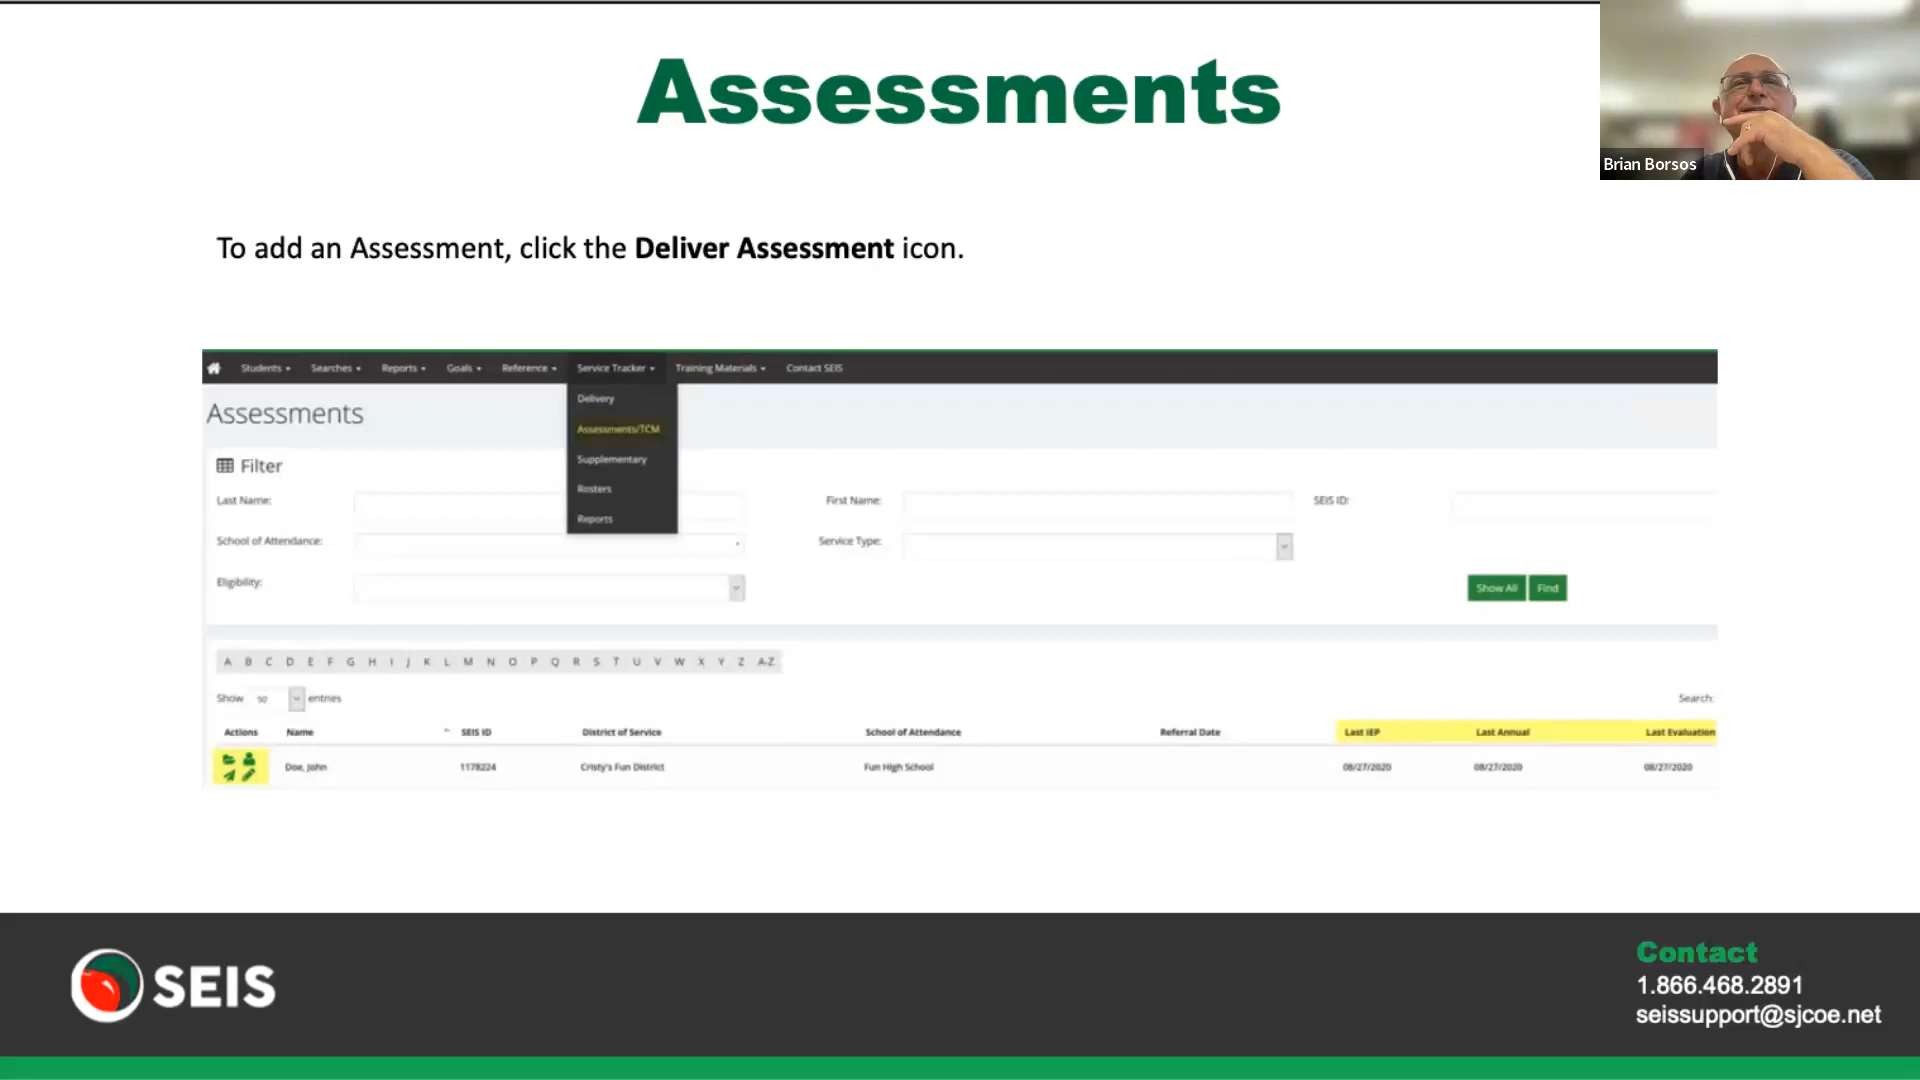 Assessments
Brian Borsos
To add an Assessment, click the Deliver Assessment icon.
Students Searches Reports Goals Reference Service Tracker Training Materials Contact SEIS
Delivery
Assessments/TCM
Supplementary
Rosters
Reports
Assessments
Filter
Last Name: First Name: SEIS ID:
School of Attendance: Service Type:
Eligibility:
Show All Find
A B C D E F G H I J K L M N O P Q R S T U V W X Y Z A-Z
Show 50 entries Search:
Actions Name SEIS ID District of Service School of Attendance Referral Date Last IEP Last Annual Last Evaluation
Doe, John 1178224 Cristy's Fun District Fun High School 08/27/2020 08/27/2020 08/27/2020
SEIS
Contact
1.866.468.2891
seissupport@sjcoe.net